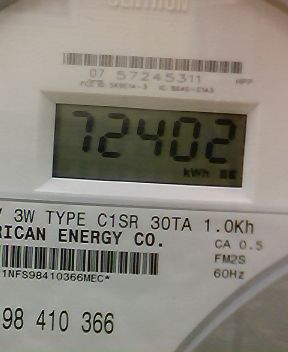 CENTRON
07 57245311
72402
kWh
V 3W TYPE C1SR 30TA 1.0Kh
RICAN ENERGY CO.
CA 0.5
FM2S
60Hz
1NFS98410366MEC*
98 410 366